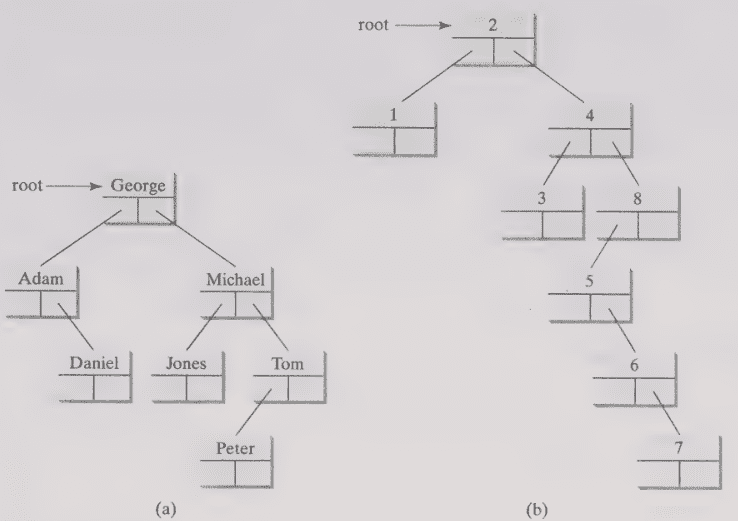 root
2
1
4
3
8
5
6
7
(b)
root
George
Adam
Michael
Daniel
Jones
Tom
Peter
(a)